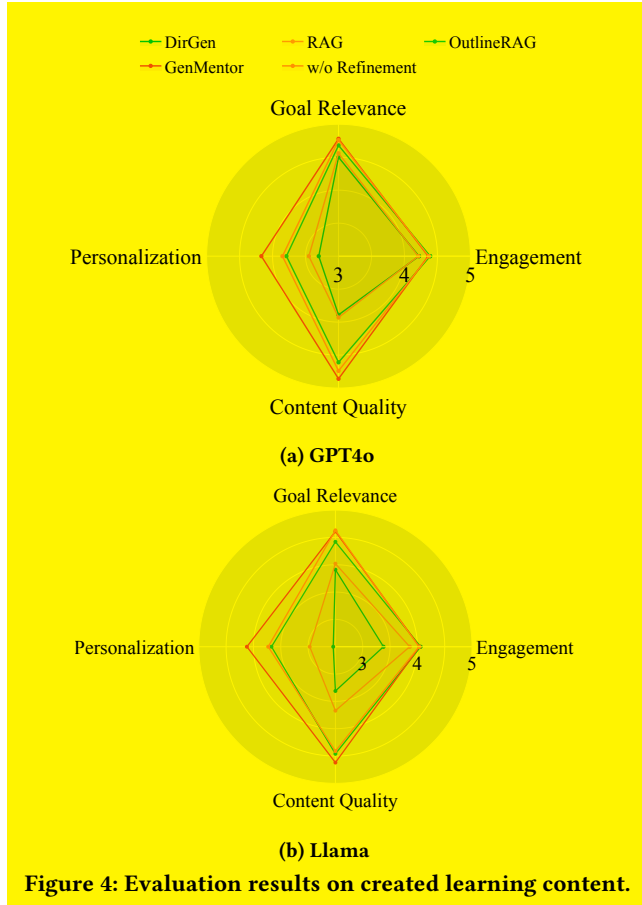 DirGen RAG OutlineRAG
GenMentor w/o Refinement
Goal Relevance
Personalization Engagement
3 4 5
Content Quality
(a) GPT4o
Goal Relevance
Personalization Engagement
3 4 5
Content Quality
(b) Llama
Figure 4: Evaluation results on created learning content.